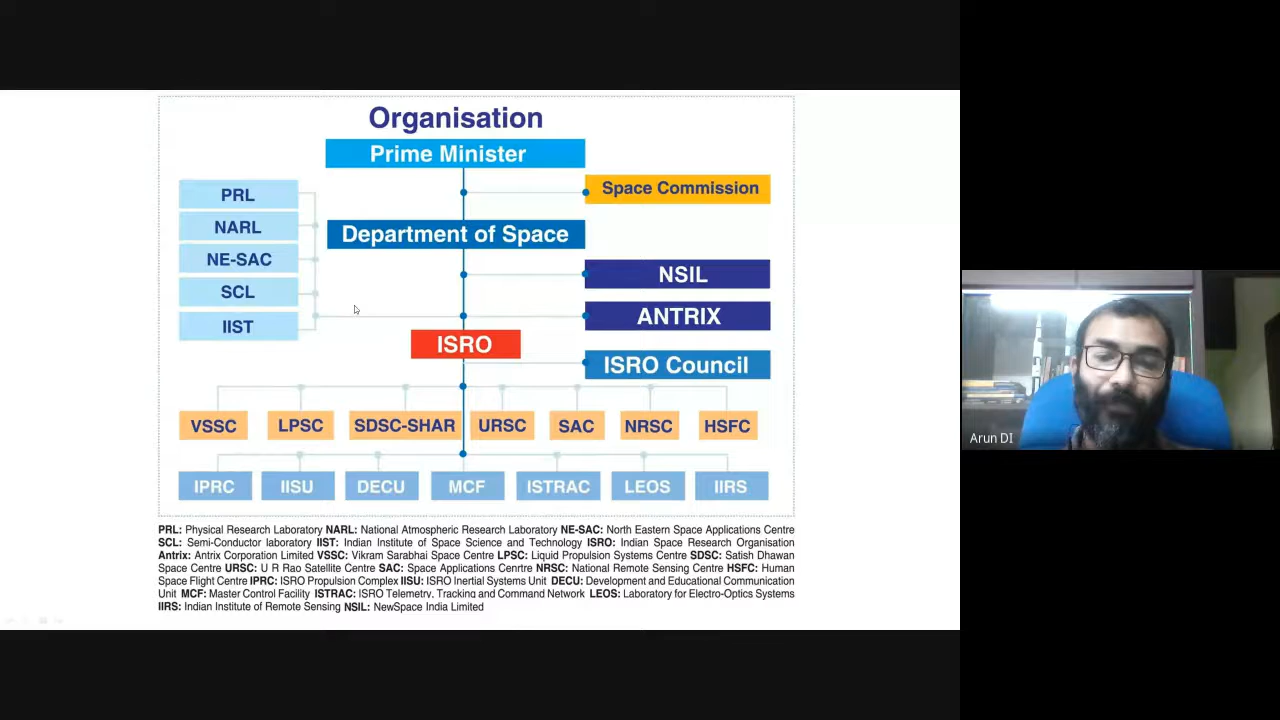 Organisation
Prime Minister
Space Commission
PRL
NARL
Department of Space
NE-SAC
NSIL
SCL
ANTRIX
IIST
ISRO
ISRO Council
VSSC LPSC SDSC-SHAR URSC SAC NRSC HSFC
IPRC IISU DECU MCF ISTRAC LEOS IIRS
PRL: Physical Research Laboratory NARL: National Atmospheric Research Laboratory NE-SAC: North Eastern Space Applications Centre
SCL: Semi-Conductor laboratory IIST: Indian Institute of Space Science and Technology ISRO: Indian Space Research Organisation
Antrix: Antrix Corporation Limited VSSC: Vikram Sarabhai Space Centre LPSC: Liquid Propulsion Systems Centre SDSC: Satish Dhawan
Space Centre URSC: U R Rao Satellite Centre SAC: Space Applications Cenrtre NRSC: National Remote Sensing Centre HSFC: Human
Space Flight Centre IPRC: ISRO Propulsion Complex IISU: ISRO Inertial Systems Unit DECU: Development and Educational Communication
Unit MCF: Master Control Facility ISTRAC: ISRO Telemetry, Tracking and Command Network LEOS: Laboratory for Electro-Optics Systems
IIRS: Indian Institute of Remote Sensing NSIL: NewSpace India Limited
Arun DI